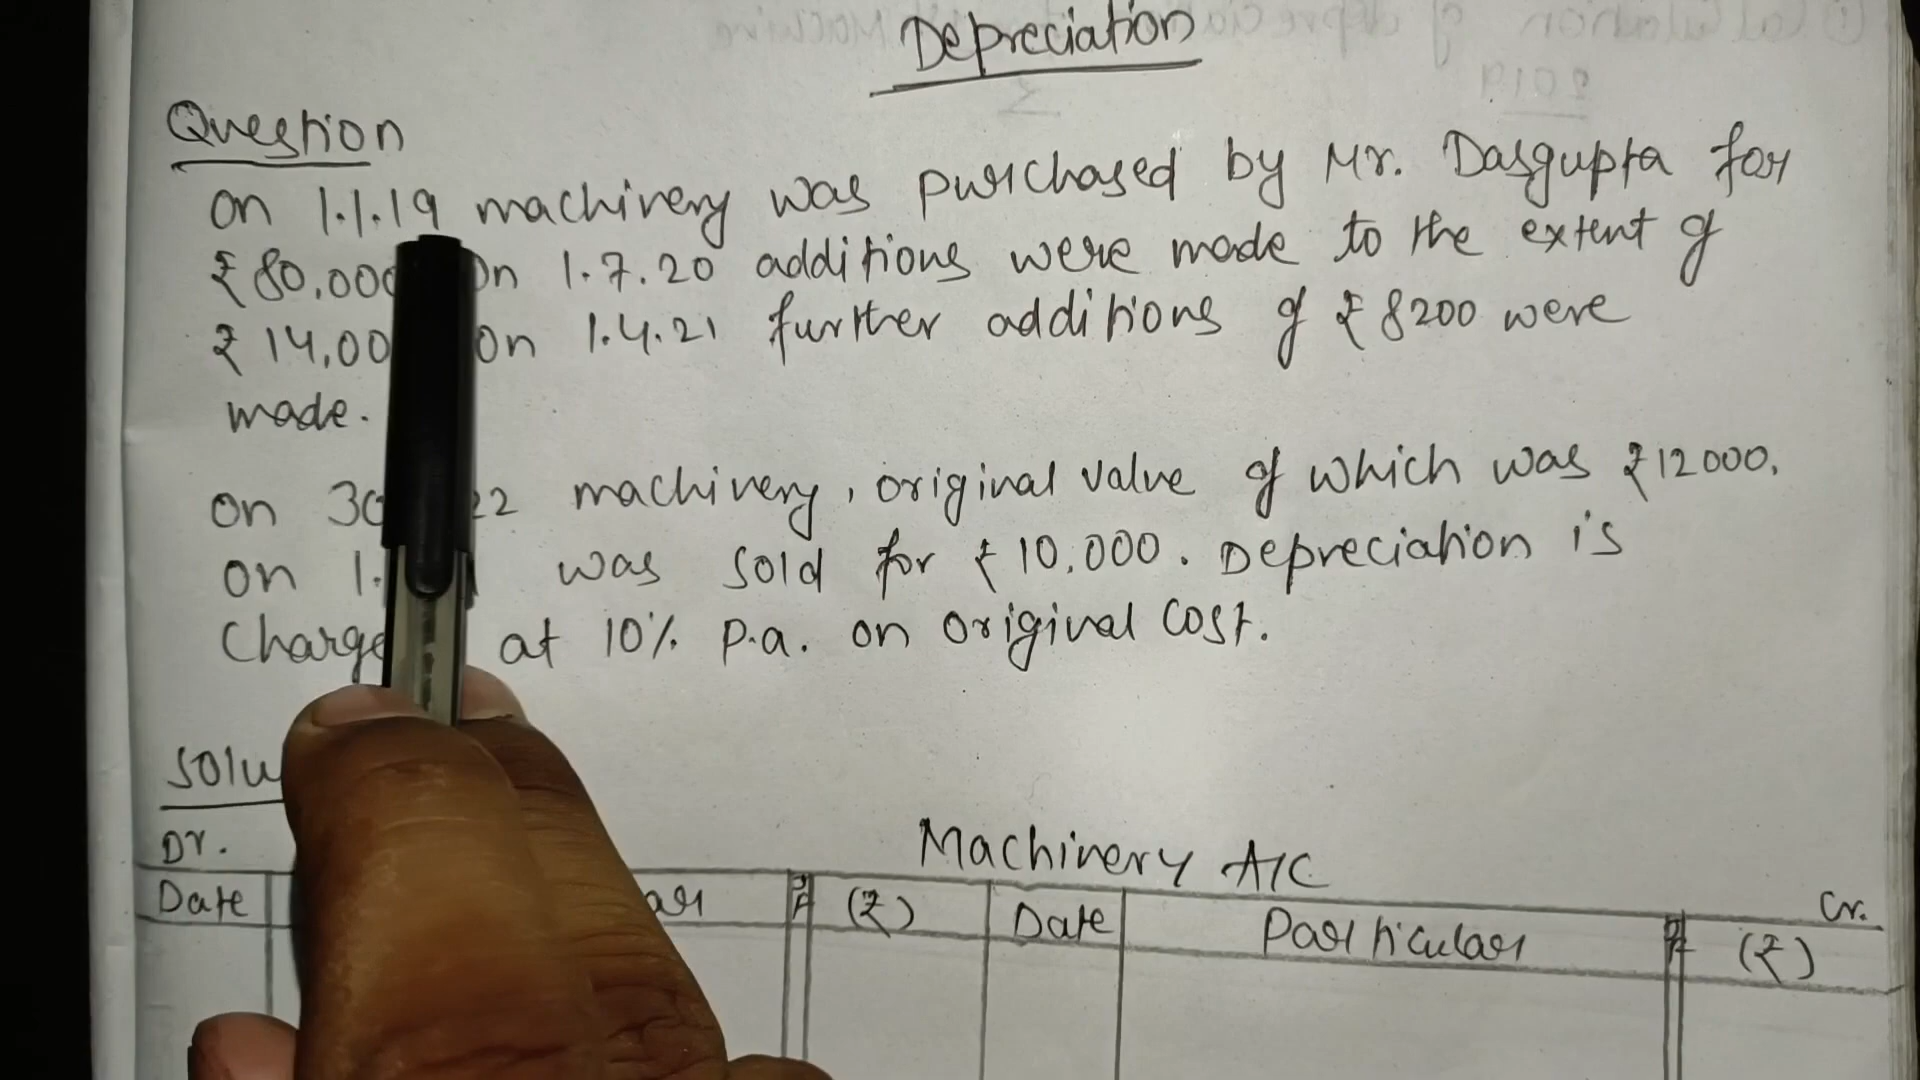 Depreciation
Question
on 1.1.19 machinery was purchased by Mr. Dasgupta for
₹80,000 on 1.7.20 additions were made to the extent of
₹14,00 on 1.4.21 further additions of ₹8200 were
made.
on 22 machinery, original value of which was ₹12000.
on was sold for ₹10,000. Depreciation is
at 10% p.a. on original cost.
Dr. Machinery A/C Cr.
Date (₹) Date Particular (₹)